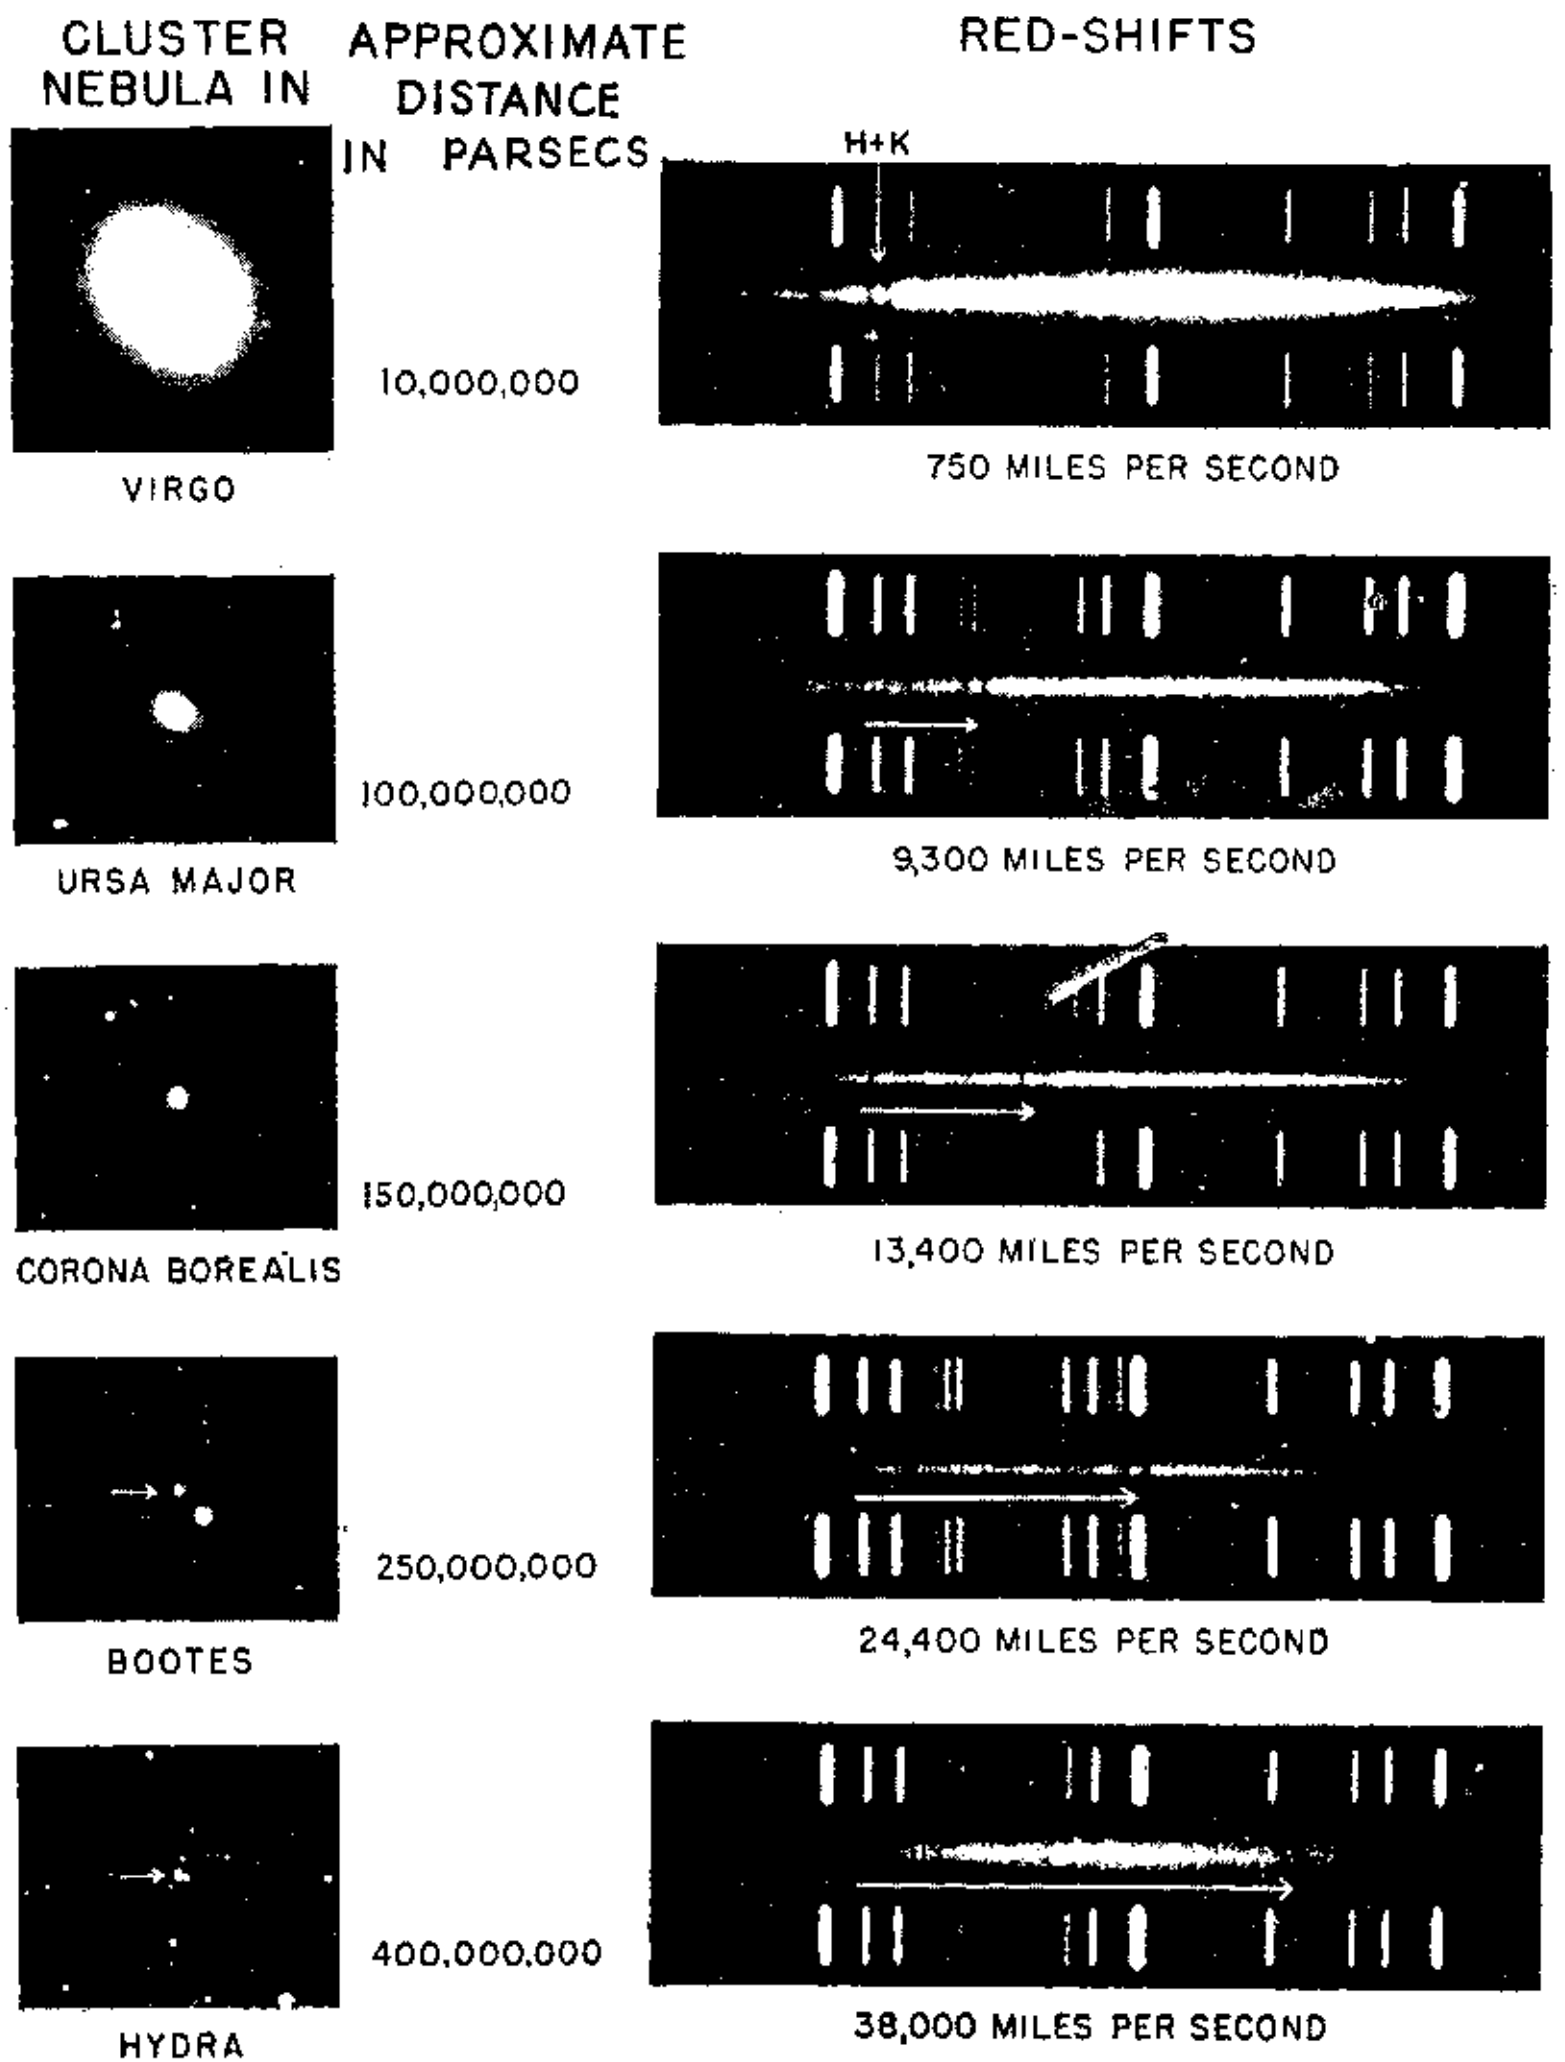 CLUSTER
NEBULA IN
APPROXIMATE
DISTANCE
IN PARSECS
RED-SHIFTS
H+K
10,000,000
750 MILES PER SECOND
VIRGO
100,000,000
9,300 MILES PER SECOND
URSA MAJOR
150,000,000
13,400 MILES PER SECOND
CORONA BOREALIS
250,000,000
24,400 MILES PER SECOND
BOOTES
400,000,000
38,000 MILES PER SECOND
HYDRA